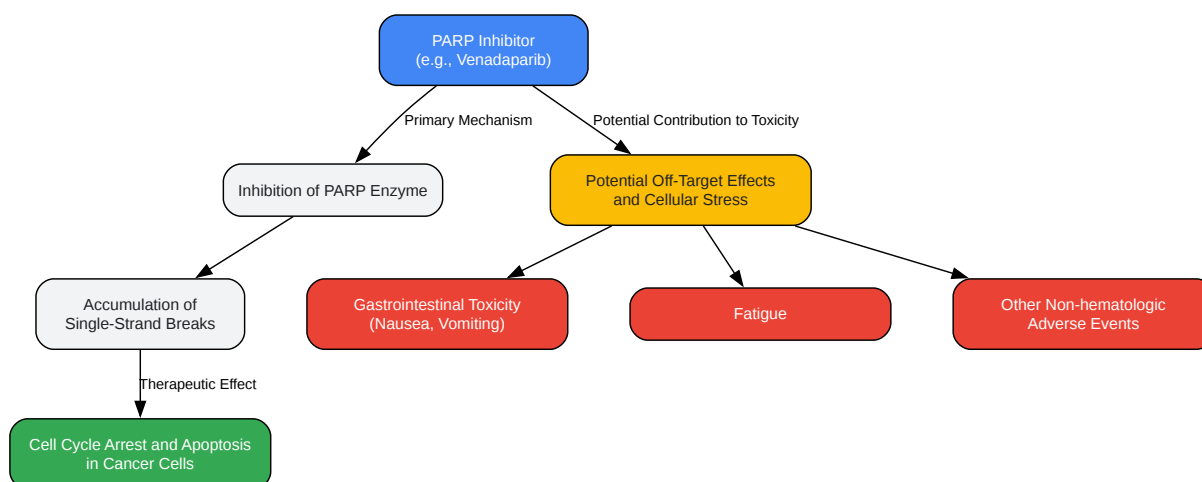 PARP Inhibitor
(e.g., Venadaparib)
Primary Mechanism
Potential Contribution to Toxicity
Inhibition of PARP Enzyme
Potential Off-Target Effects
and Cellular Stress
Accumulation of
Single-Strand Breaks
Gastrointestinal Toxicity
(Nausea, Vomiting)
Fatigue
Other Non-hematologic
Adverse Events
Therapeutic Effect
Cell Cycle Arrest and Apoptosis
in Cancer Cells